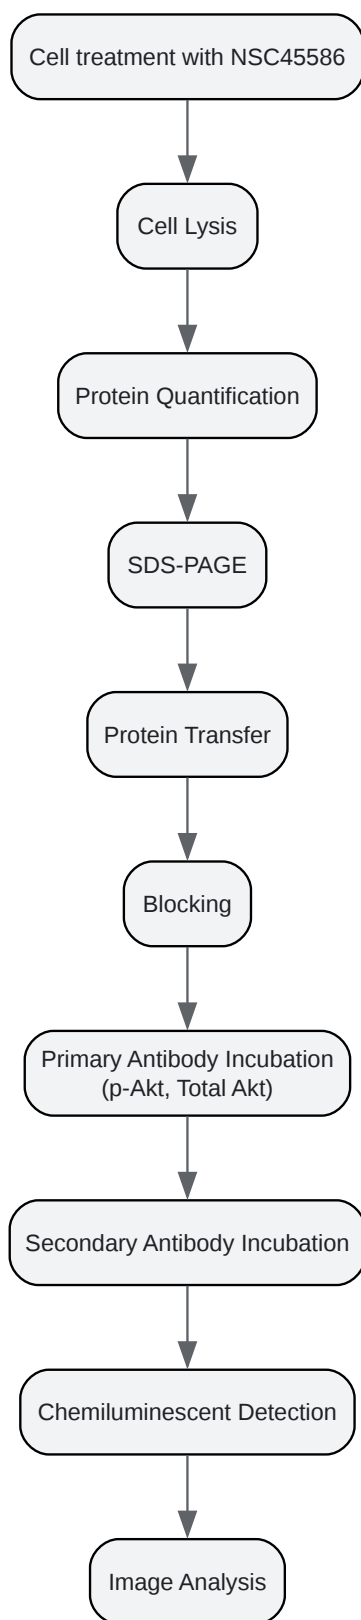 Cell treatment with NSC45586
Cell Lysis
Protein Quantification
SDS-PAGE
Protein Transfer
Blocking
Primary Antibody Incubation
(p-Akt, Total Akt)
Secondary Antibody Incubation
Chemiluminescent Detection
Image Analysis